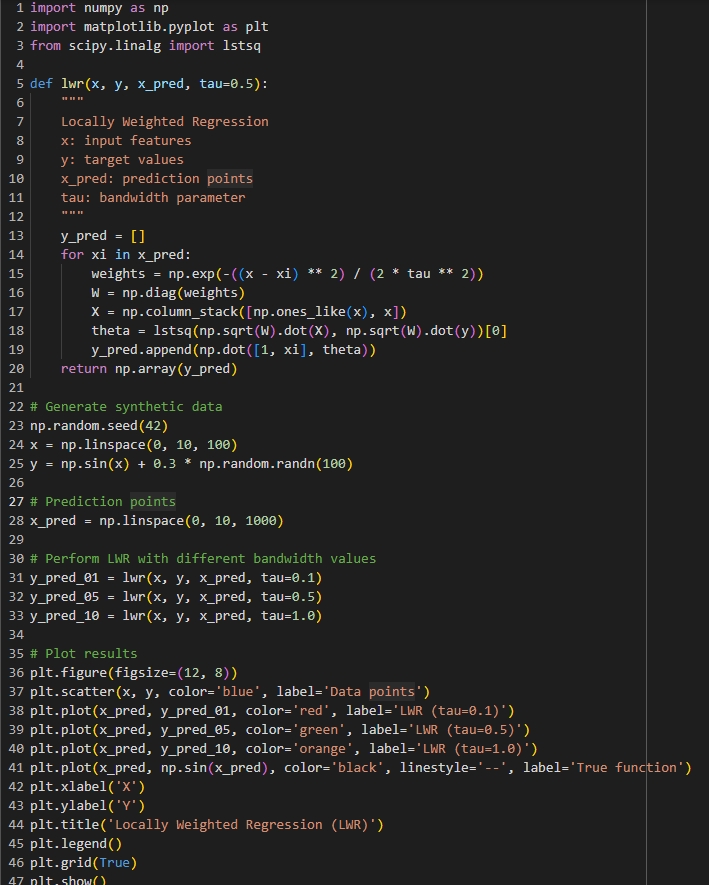 1 import numpy as np
2 import matplotlib.pyplot as plt
3 from scipy.linalg import lstsq
4
5 def lwr(x, y, x_pred, tau=0.5):
6     """
7     Locally Weighted Regression
8     x: input features
9     y: target values
10     x_pred: prediction points
11     tau: bandwidth parameter
12     """
13     y_pred = []
14     for xi in x_pred:
15         weights = np.exp(-((x - xi) ** 2) / (2 * tau ** 2))
16         W = np.diag(weights)
17         X = np.column_stack([np.ones_like(x), x])
18         theta = lstsq(np.sqrt(W).dot(X), np.sqrt(W).dot(y))[0]
19         y_pred.append(np.dot([1, xi], theta))
20     return np.array(y_pred)
21
22 # Generate synthetic data
23 np.random.seed(42)
24 x = np.linspace(0, 10, 100)
25 y = np.sin(x) + 0.3 * np.random.randn(100)
26
27 # Prediction points
28 x_pred = np.linspace(0, 10, 1000)
29
30 # Perform LWR with different bandwidth values
31 y_pred_01 = lwr(x, y, x_pred, tau=0.1)
32 y_pred_05 = lwr(x, y, x_pred, tau=0.5)
33 y_pred_10 = lwr(x, y, x_pred, tau=1.0)
34
35 # Plot results
36 plt.figure(figsize=(12, 8))
37 plt.scatter(x, y, color='blue', label='Data points')
38 plt.plot(x_pred, y_pred_01, color='red', label='LWR (tau=0.1)')
39 plt.plot(x_pred, y_pred_05, color='green', label='LWR (tau=0.5)')
40 plt.plot(x_pred, y_pred_10, color='orange', label='LWR (tau=1.0)')
41 plt.plot(x_pred, np.sin(x_pred), color='black', linestyle='--', label='True function')
42 plt.xlabel('X')
43 plt.ylabel('Y')
44 plt.title('Locally Weighted Regression (LWR)')
45 plt.legend()
46 plt.grid(True)
47 plt.show()